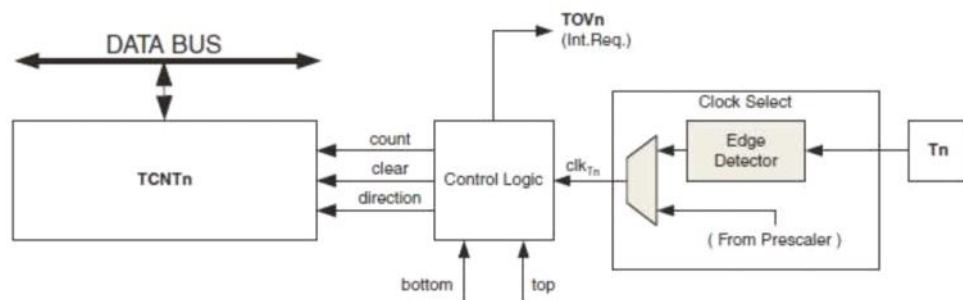 TOVn
(Int.Req.)
DATA BUS
Clock Select
TCNTn
count
clear
direction
Control Logic
clkTn
Edge
Detector
Tn
( From Prescaler )
bottom
top